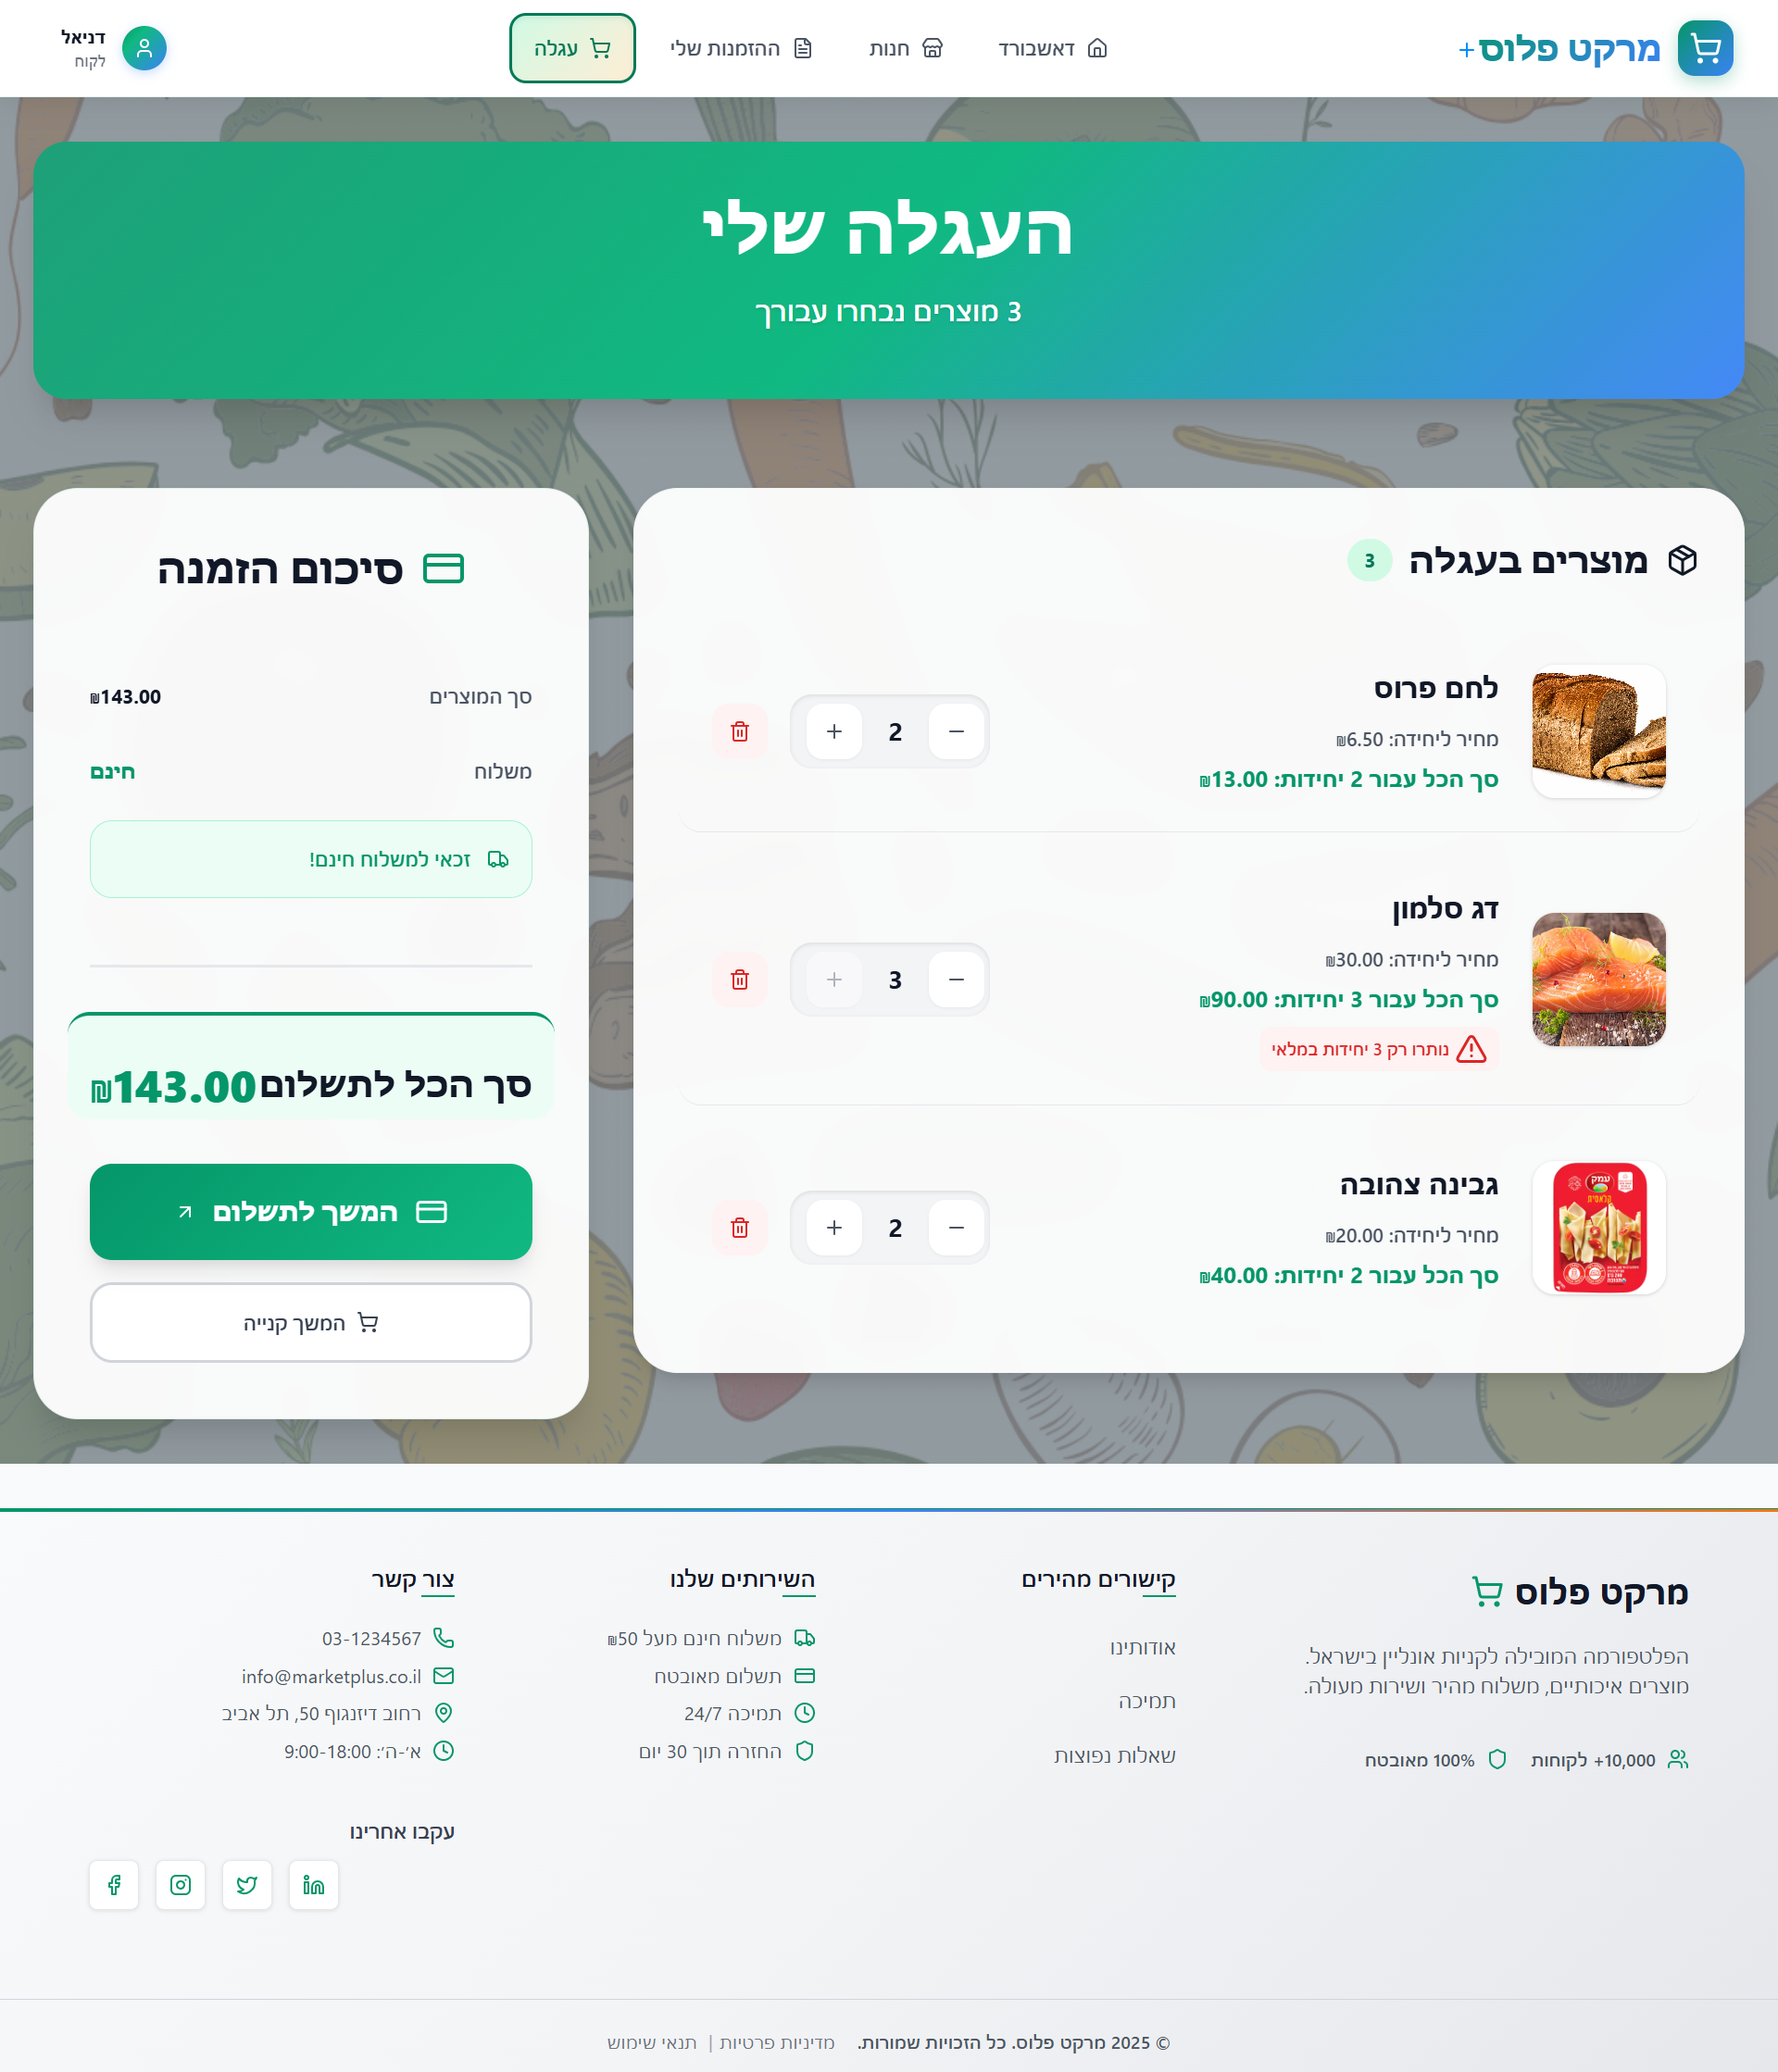 מרקט פלוס+
דאשבורד
חנות
ההזמנות שלי
עגלה
דניאל
לקוח
העגלה שלי
3 מוצרים נבחרו עבורך
מוצרים בעגלה 3
לחם פרוס
מחיר ליחידה: 6.50₪
סך הכל עבור 2 יחידות: 13.00₪
2
דג סלמון
מחיר ליחידה: 30.00₪
סך הכל עבור 3 יחידות: 90.00₪
נותרו רק 3 יחידות במלאי
3
גבינה צהובה
מחיר ליחידה: 20.00₪
סך הכל עבור 2 יחידות: 40.00₪
2
עמק
קלאסית
סיכום הזמנה
סך המוצרים 143.00₪
משלוח חינם
זכאי למשלוח חינם!
סך הכל לתשלום 143.00₪
המשך לתשלום
המשך קנייה
מרקט פלוס
הפלטפורמה המובילה לקניות אונליין בישראל.
מוצרים איכותיים, משלוח מהיר ושירות מעולה.
10,000+ לקוחות
100% מאובטח
קישורים מהירים
אודותינו
תמיכה
שאלות נפוצות
השירותים שלנו
משלוח חינם מעל 50₪
תשלום מאובטח
תמיכה 24/7
החזרה תוך 30 יום
צור קשר
03-1234567
info@marketplus.co.il
רחוב דיזנגוף 50, תל אביב
א׳-ה׳: 9:00-18:00
עקבו אחרינו
© 2025 מרקט פלוס. כל הזכויות שמורות. מדיניות פרטיות | תנאי שימוש